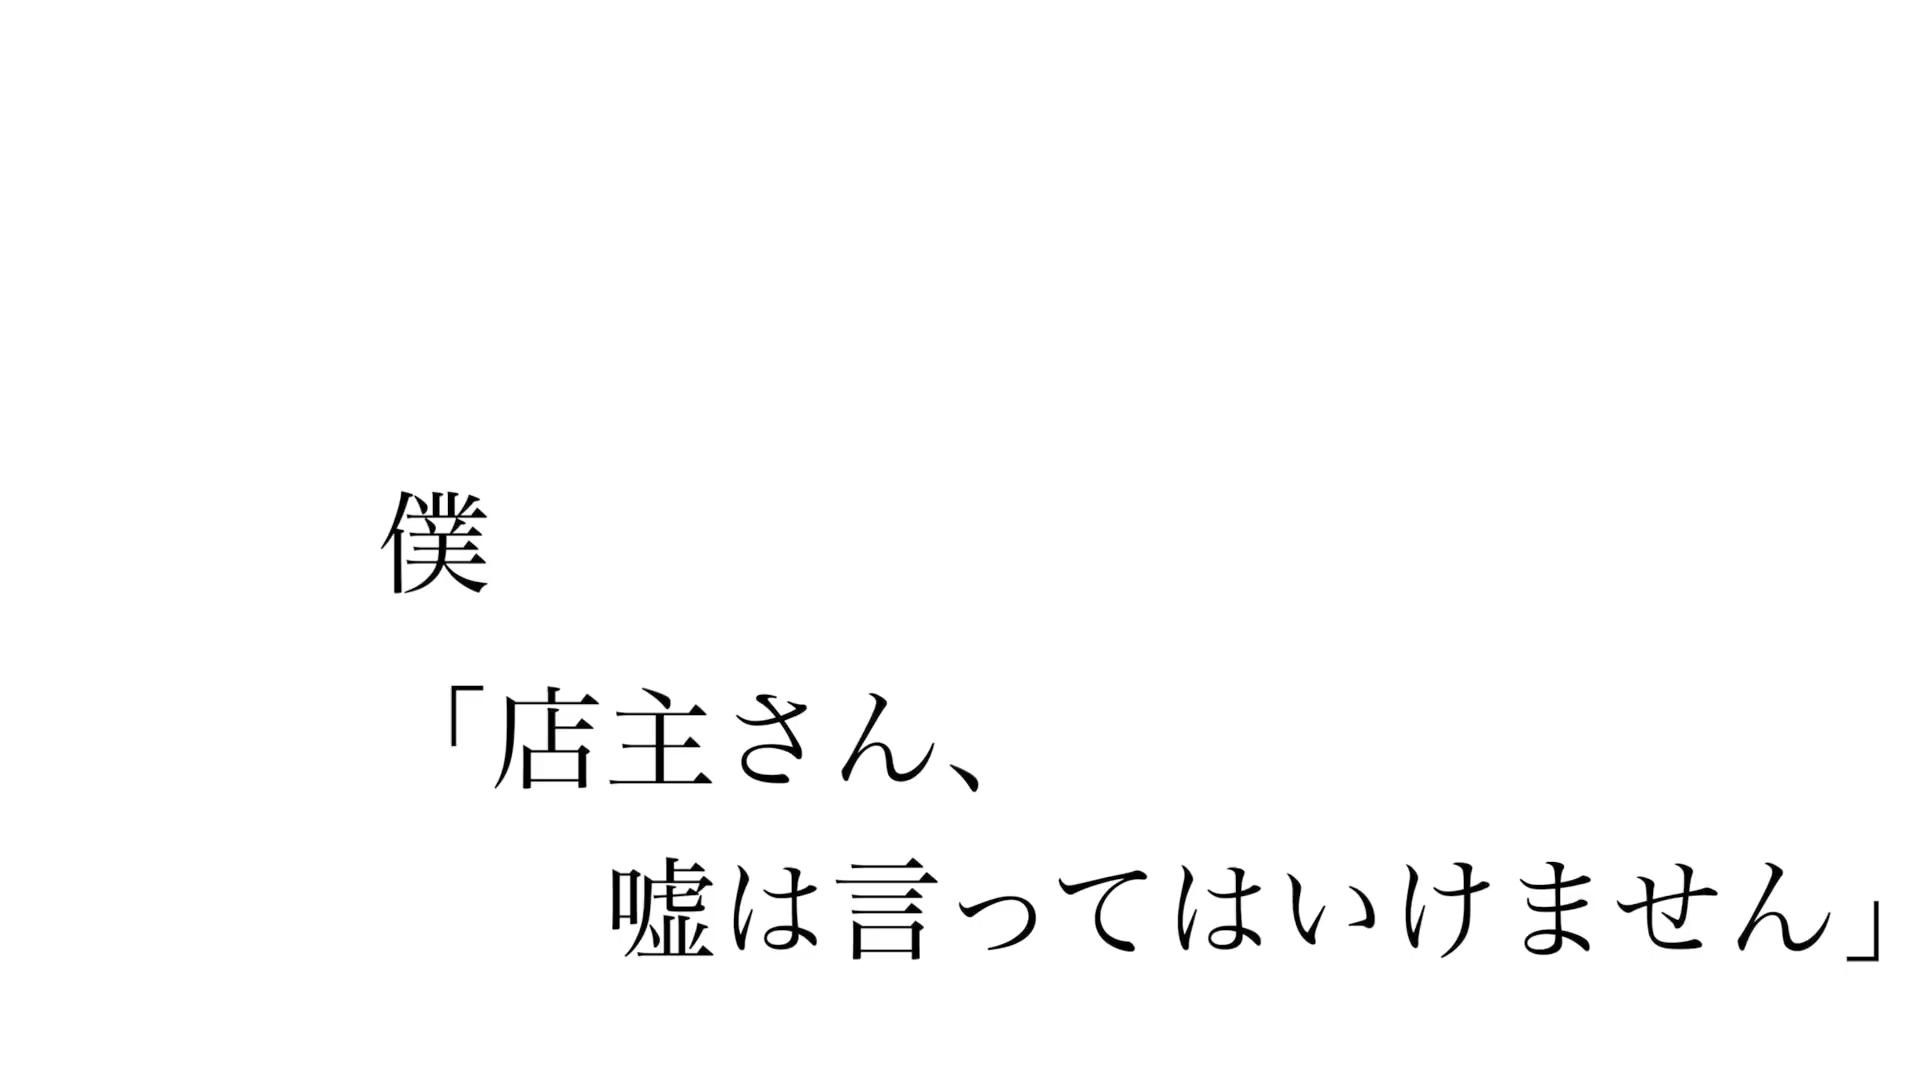 僕
「店主さん、
嘘は言ってはいけません」